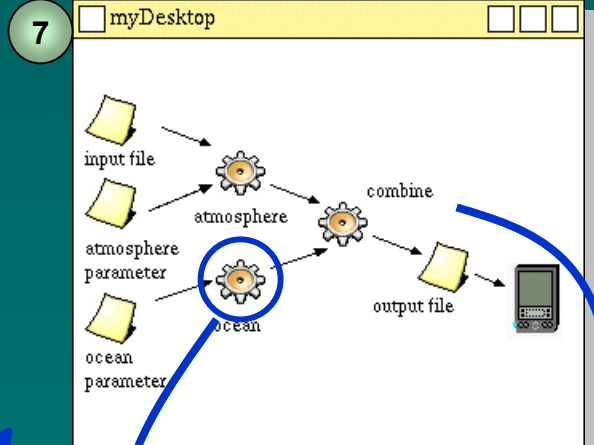 7
myDesktop
input file
atmosphere
combine
atmosphere
parameter
output file
ocean
ocean
parameter